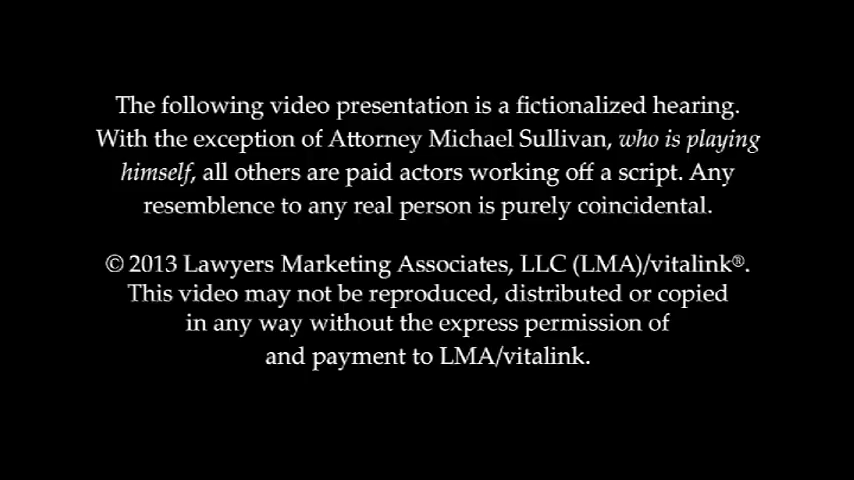 The following video presentation is a fictionalized hearing.
With the exception of Attorney Michael Sullivan, who is playing
himself, all others are paid actors working off a script. Any
resemblence to any real person is purely coincidental.
© 2013 Lawyers Marketing Associates, LLC (LMA)/vitalink®.
This video may not be reproduced, distributed or copied
in any way without the express permission of
and payment to LMA/vitalink.